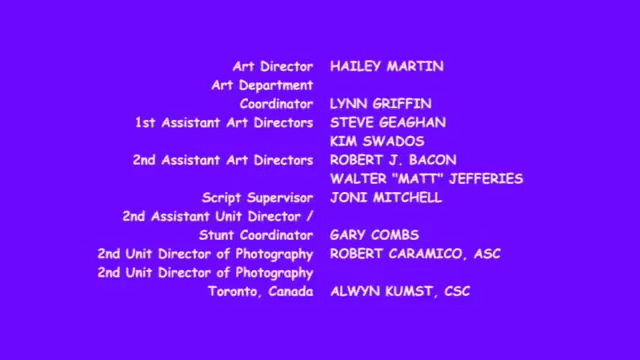 Art Director HAILEY MARTIN
Art Department
Coordinator LYNN GRIFFIN
1st Assistant Art Directors STEVE GEAGHAN
KIM SWADOS
2nd Assistant Art Directors ROBERT J. BACON
WALTER "MATT" JEFFERIES
Script Supervisor JONI MITCHELL
2nd Assistant Unit Director /
Stunt Coordinator GARY COMBS
2nd Unit Director of Photography ROBERT CARAMICO, ASC
2nd Unit Director of Photography
Toronto, Canada ALWYN KUMST, CSC